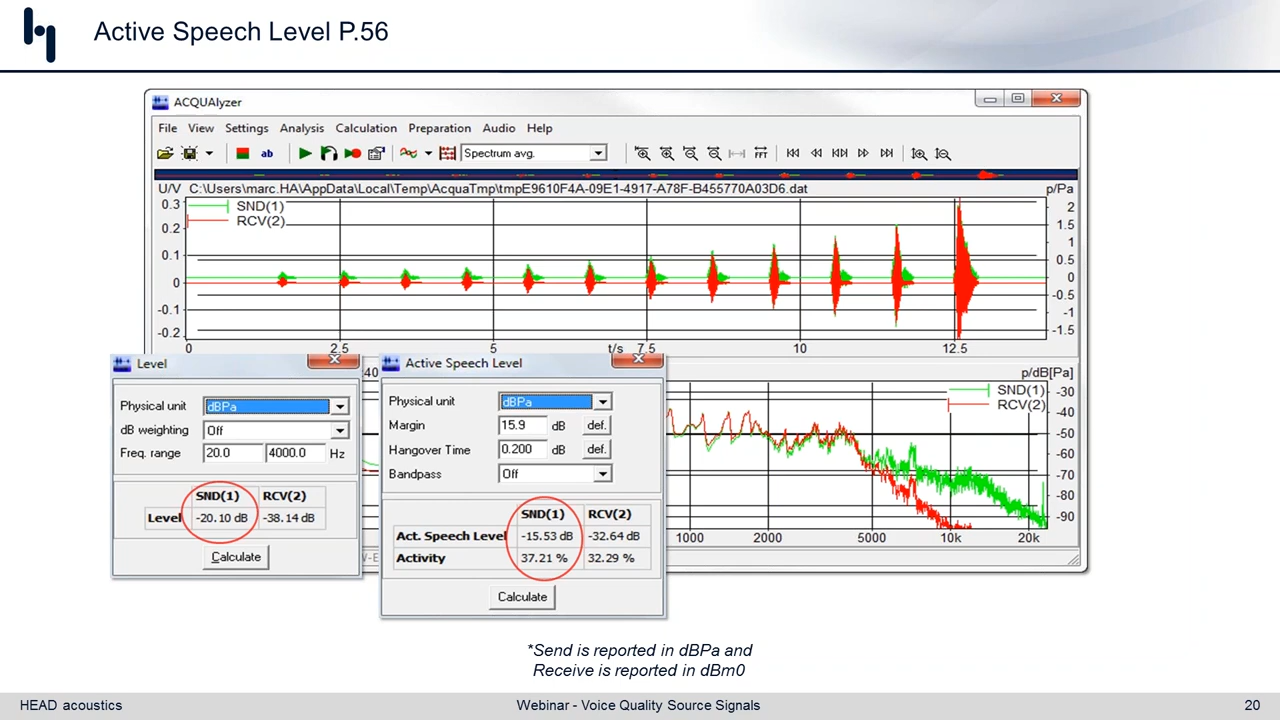 Active Speech Level P.56
ACQUAlyzer
File View Settings Analysis Calculation Preparation Audio Help
ab Spectrum avg. FFT
U/V C:\Users\marc.HA\AppData\Local\Temp\AcquaTmp\tmpE9610F4A-09E1-4917-A78F-B455770A03D6.dat p/Pa
0.3 SND(1) 2
RCV(2)
0.2 1.5
1
0.1 0.5
0 0
-0.5
-0.1 -1
-0.2 -1.5
0 2.5 5 t/s 7.5 10 12.5
Level
Physical unit dBPa
dB weighting Off
Freq. range 20.0 4000.0 Hz
SND(1) RCV(2)
Level -20.10 dB -38.14 dB
Calculate
Active Speech Level
40
Physical unit dBPa
Margin 15.9 dB def.
Hangover Time 0.200 dB def.
Bandpass Off
SND(1) RCV(2)
Act. Speech Level -15.53 dB -32.64 dB
Activity 37.21 % 32.29 %
Calculate
p/dB[Pa]
SND(1) -30
RCV(2) -40
-50
-60
-70
-80
-90
1000 2000 5000 10k 20k
*Send is reported in dBPa and
Receive is reported in dBm0
HEAD acoustics Webinar - Voice Quality Source Signals 20